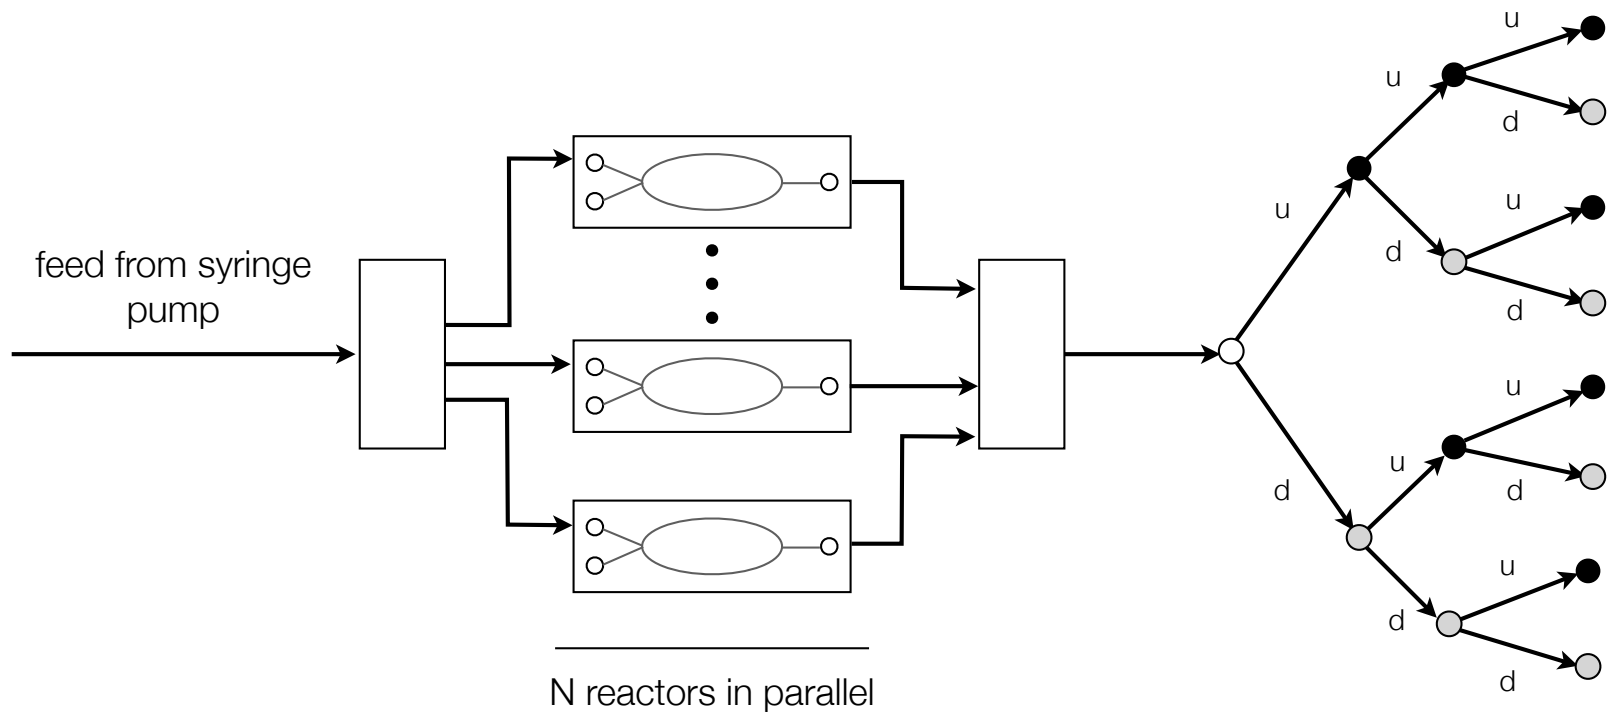 feed from syringe
pump
N reactors in parallel
u
d
u
d
u
d
u
d
u
d
u
d
u
d